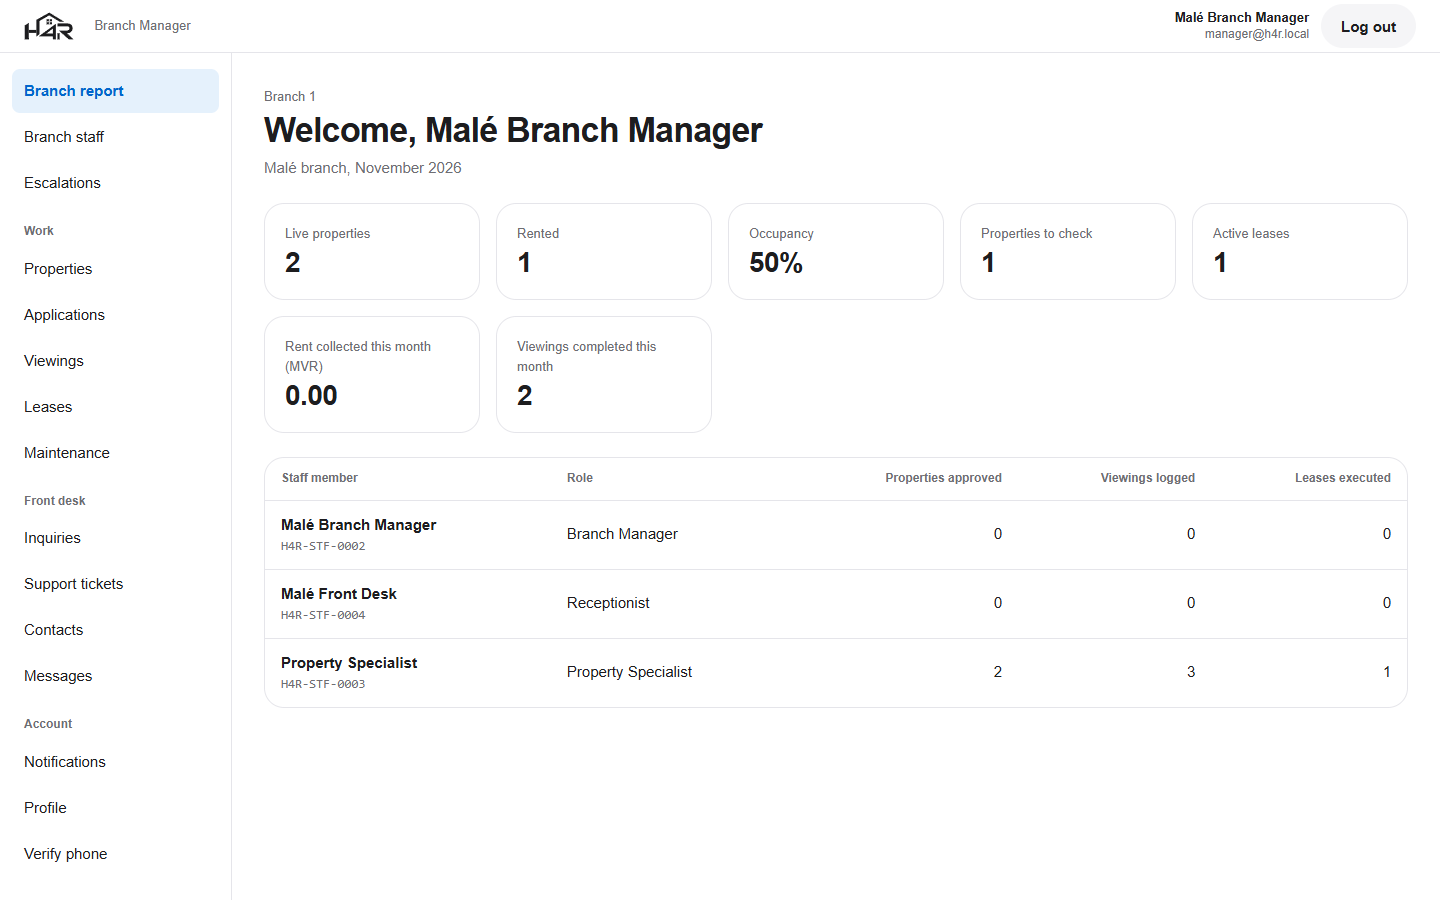 H4R
Branch Manager
Malé Branch Manager
manager@h4r.local
Log out
Branch report
Branch staff
Escalations
Work
Properties
Applications
Viewings
Leases
Maintenance
Front desk
Inquiries
Support tickets
Contacts
Messages
Account
Notifications
Profile
Verify phone
Branch 1
Welcome, Malé Branch Manager
Malé branch, November 2026
Live properties
2
Rented
1
Occupancy
50%
Properties to check
1
Active leases
1
Rent collected this month
(MVR)
0.00
Viewings completed this
month
2
Staff member Role Properties approved Viewings logged Leases executed
Malé Branch Manager
H4R-STF-0002
Branch Manager 0 0 0
Malé Front Desk
H4R-STF-0004
Receptionist 0 0 0
Property Specialist
H4R-STF-0003
Property Specialist 2 3 1